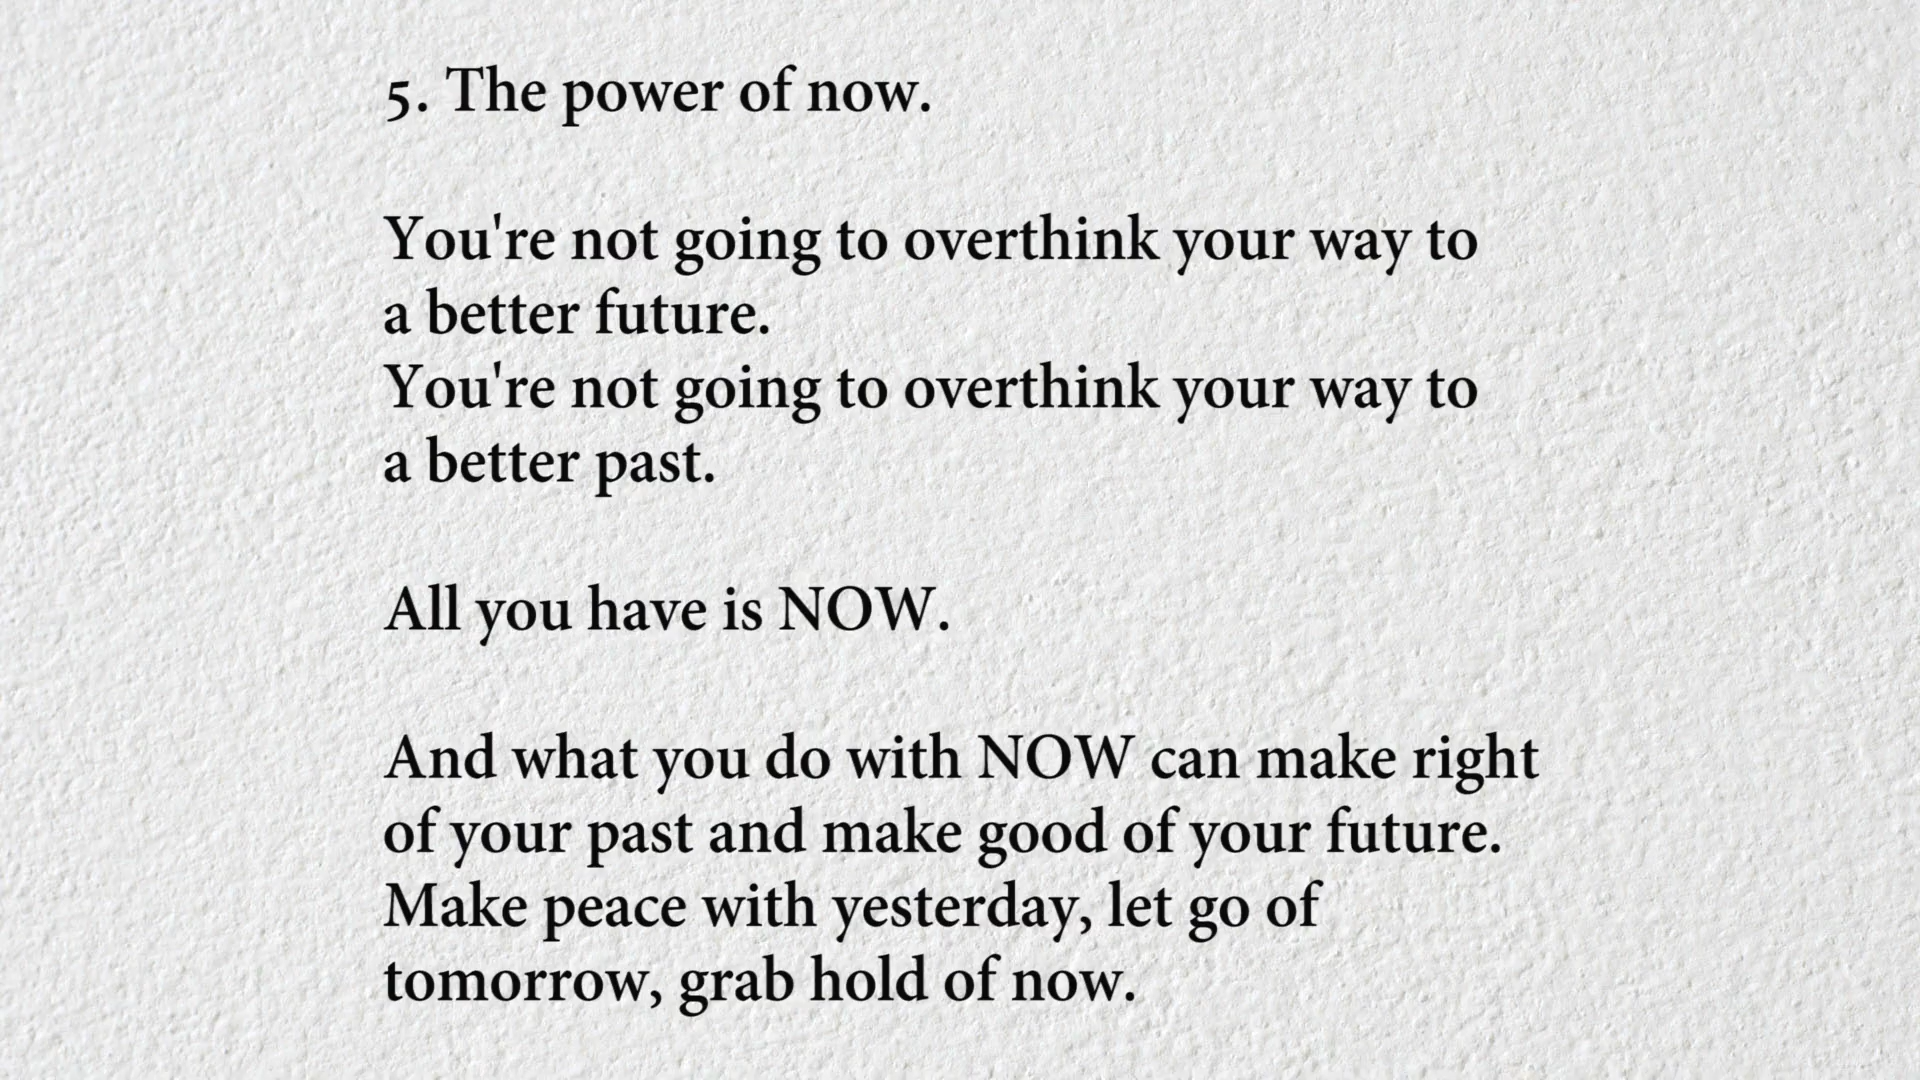 5. The power of now.
You're not going to overthink your way to
a better future.
You're not going to overthink your way to
a better past.
All you have is NOW.
And what you do with NOW can make right
of your past and make good of your future.
Make peace with yesterday, let go of
tomorrow, grab hold of now.